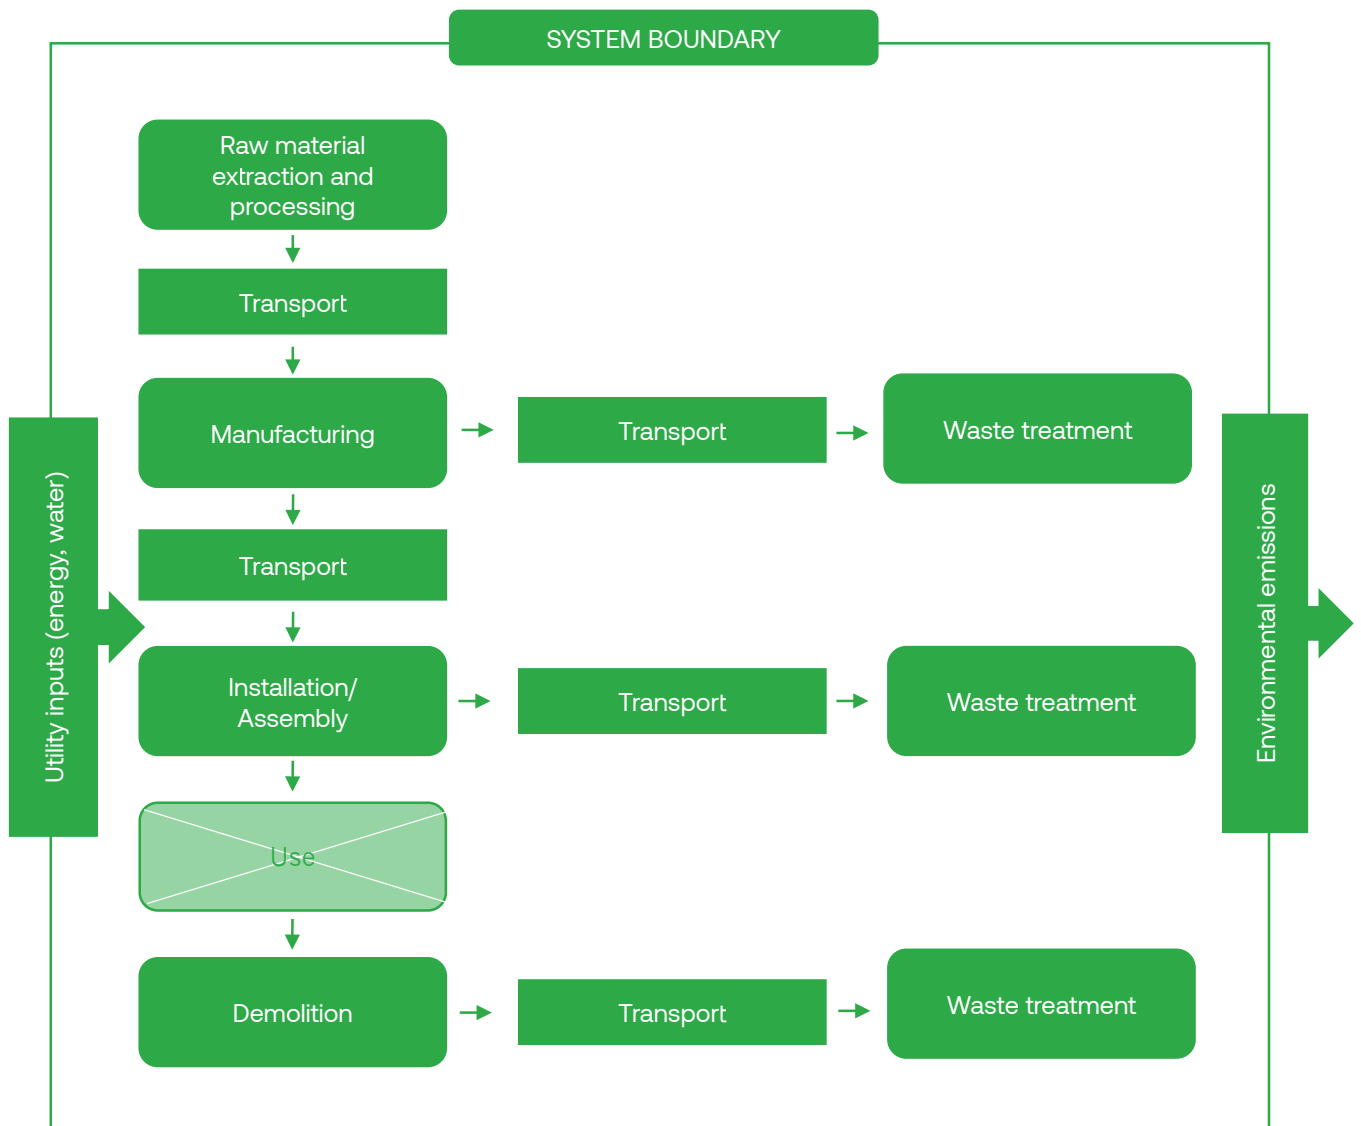 SYSTEM BOUNDARY
Raw material
extraction and
processing
Transport
Manufacturing
Transport
Waste treatment
Utility inputs (energy, water)
Environmental emissions
Transport
Installation/
Assembly
Transport
Waste treatment
Use
Demolition
Transport
Waste treatment